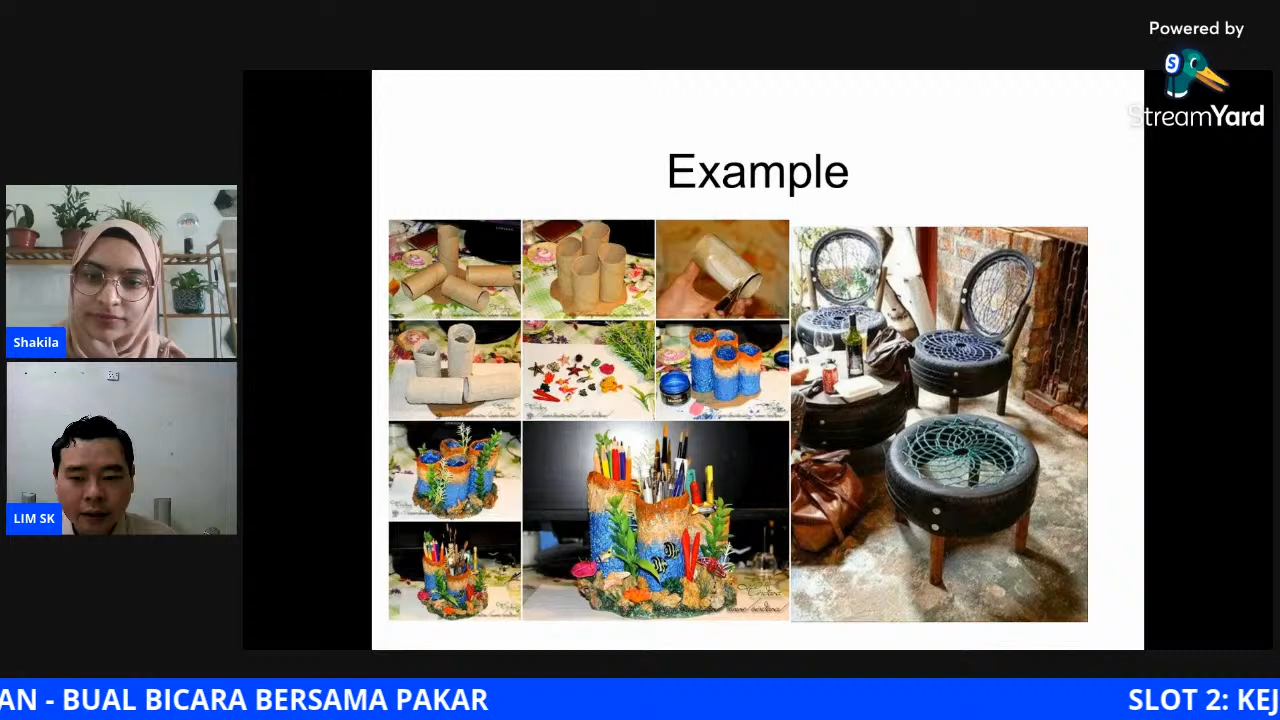 Powered by
StreamYard
Example
Shakila
LIM SK
AN - BUAL BICARA BERSAMA PAKAR
SLOT 2: KEJ